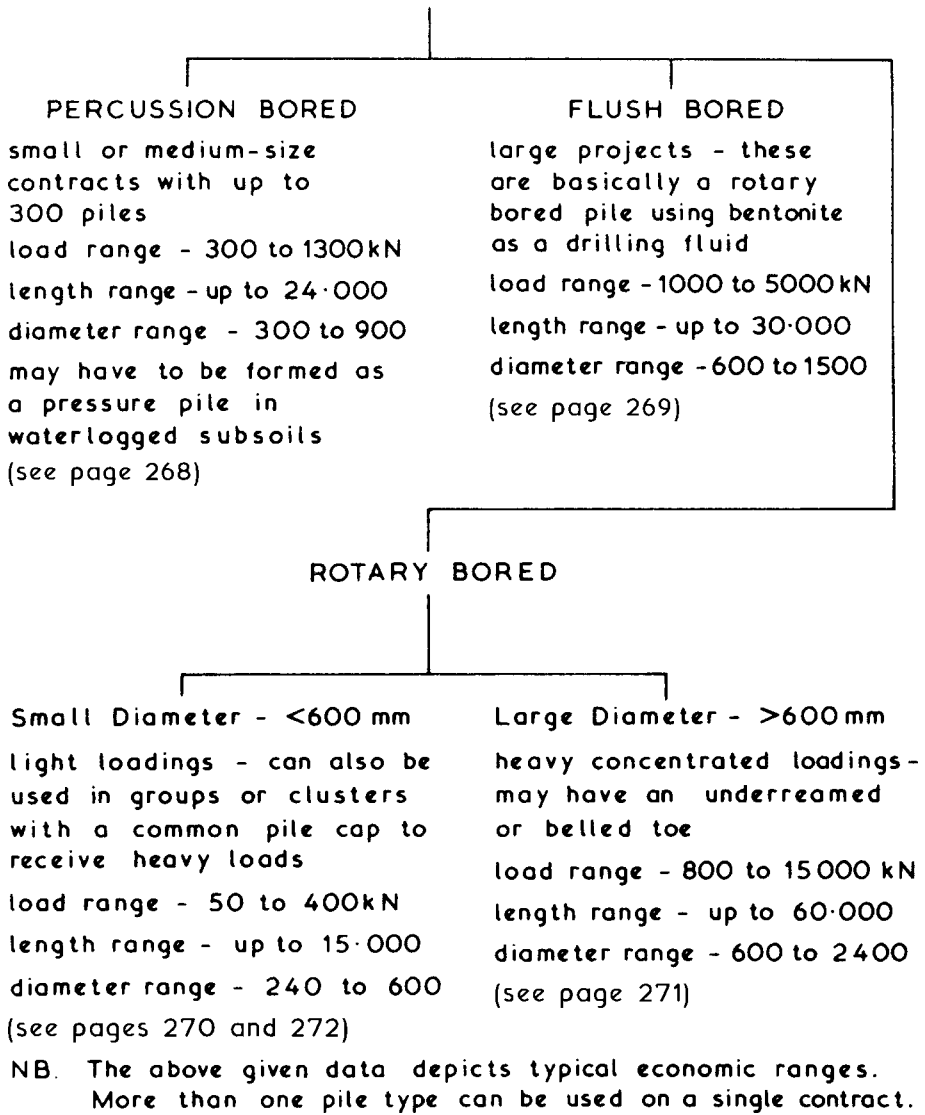 PERCUSSION BORED
small or medium-size
contracts with up to
300 piles
load range - 300 to 1300kN
length range - up to 24·000
diameter range - 300 to 900
may have to be formed as
a pressure pile in
waterlogged subsoils
(see page 268)
FLUSH BORED
large projects - these
are basically a rotary
bored pile using bentonite
as a drilling fluid
load range - 1000 to 5000 kN
length range - up to 30·000
diameter range - 600 to 1500
(see page 269)
ROTARY BORED
Small Diameter - <600 mm
light loadings - can also be
used in groups or clusters
with a common pile cap to
receive heavy loads
load range - 50 to 400kN
length range - up to 15·000
diameter range - 240 to 600
(see pages 270 and 272)
Large Diameter - >600 mm
heavy concentrated loadings -
may have an underreamed
or belled toe
load range - 800 to 15 000 kN
length range - up to 60·000
diameter range - 600 to 2400
(see page 271)
NB. The above given data depicts typical economic ranges.
More than one pile type can be used on a single contract.